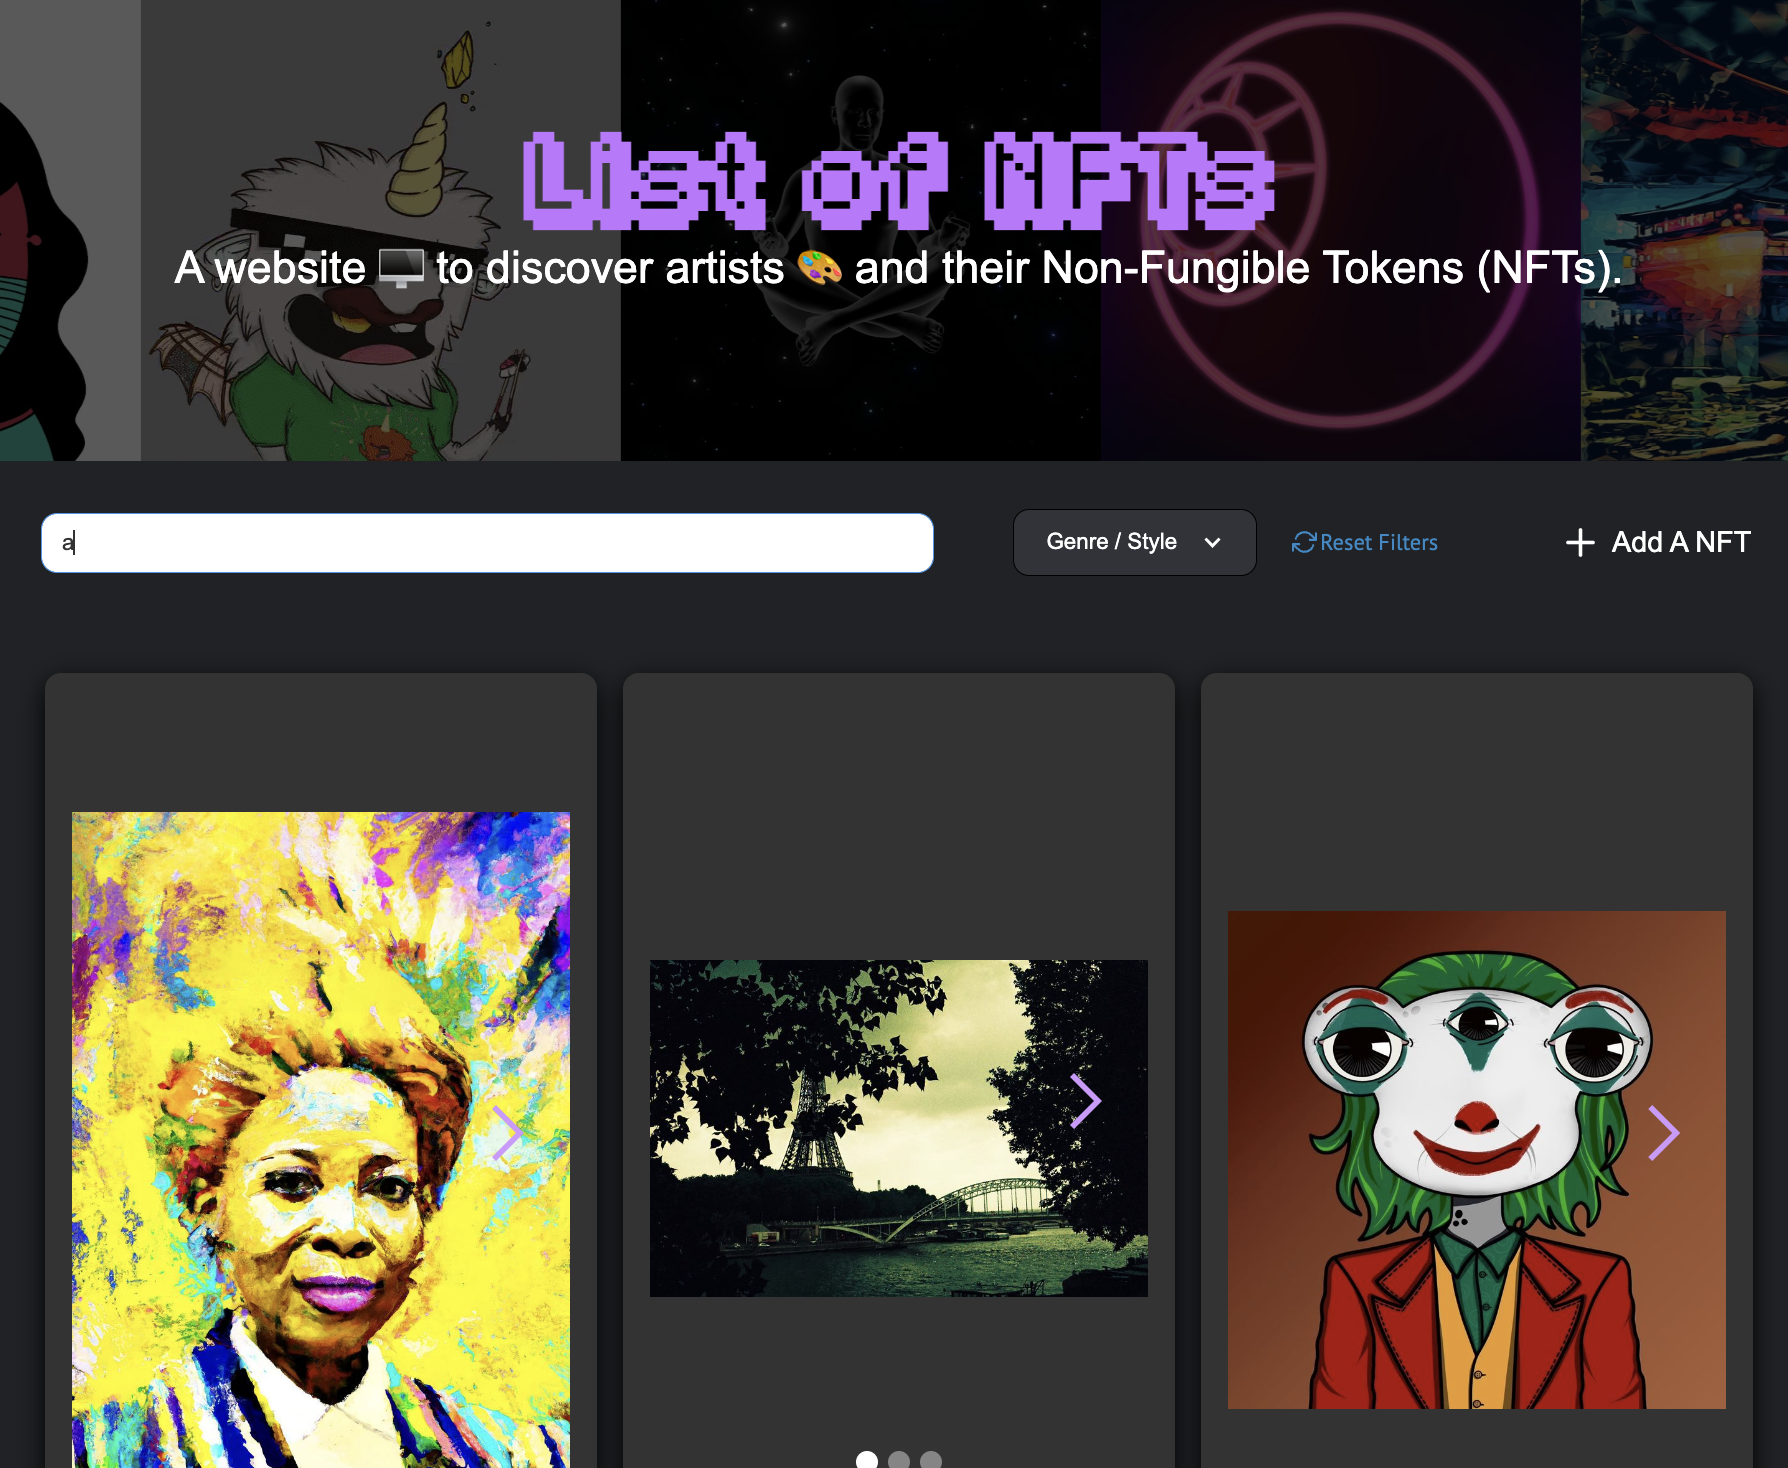 List of NFTs
A website 🖥️ to discover artists 🎨 and their Non-Fungible Tokens (NFTs).
a
Genre / Style
Reset Filters
Add A NFT